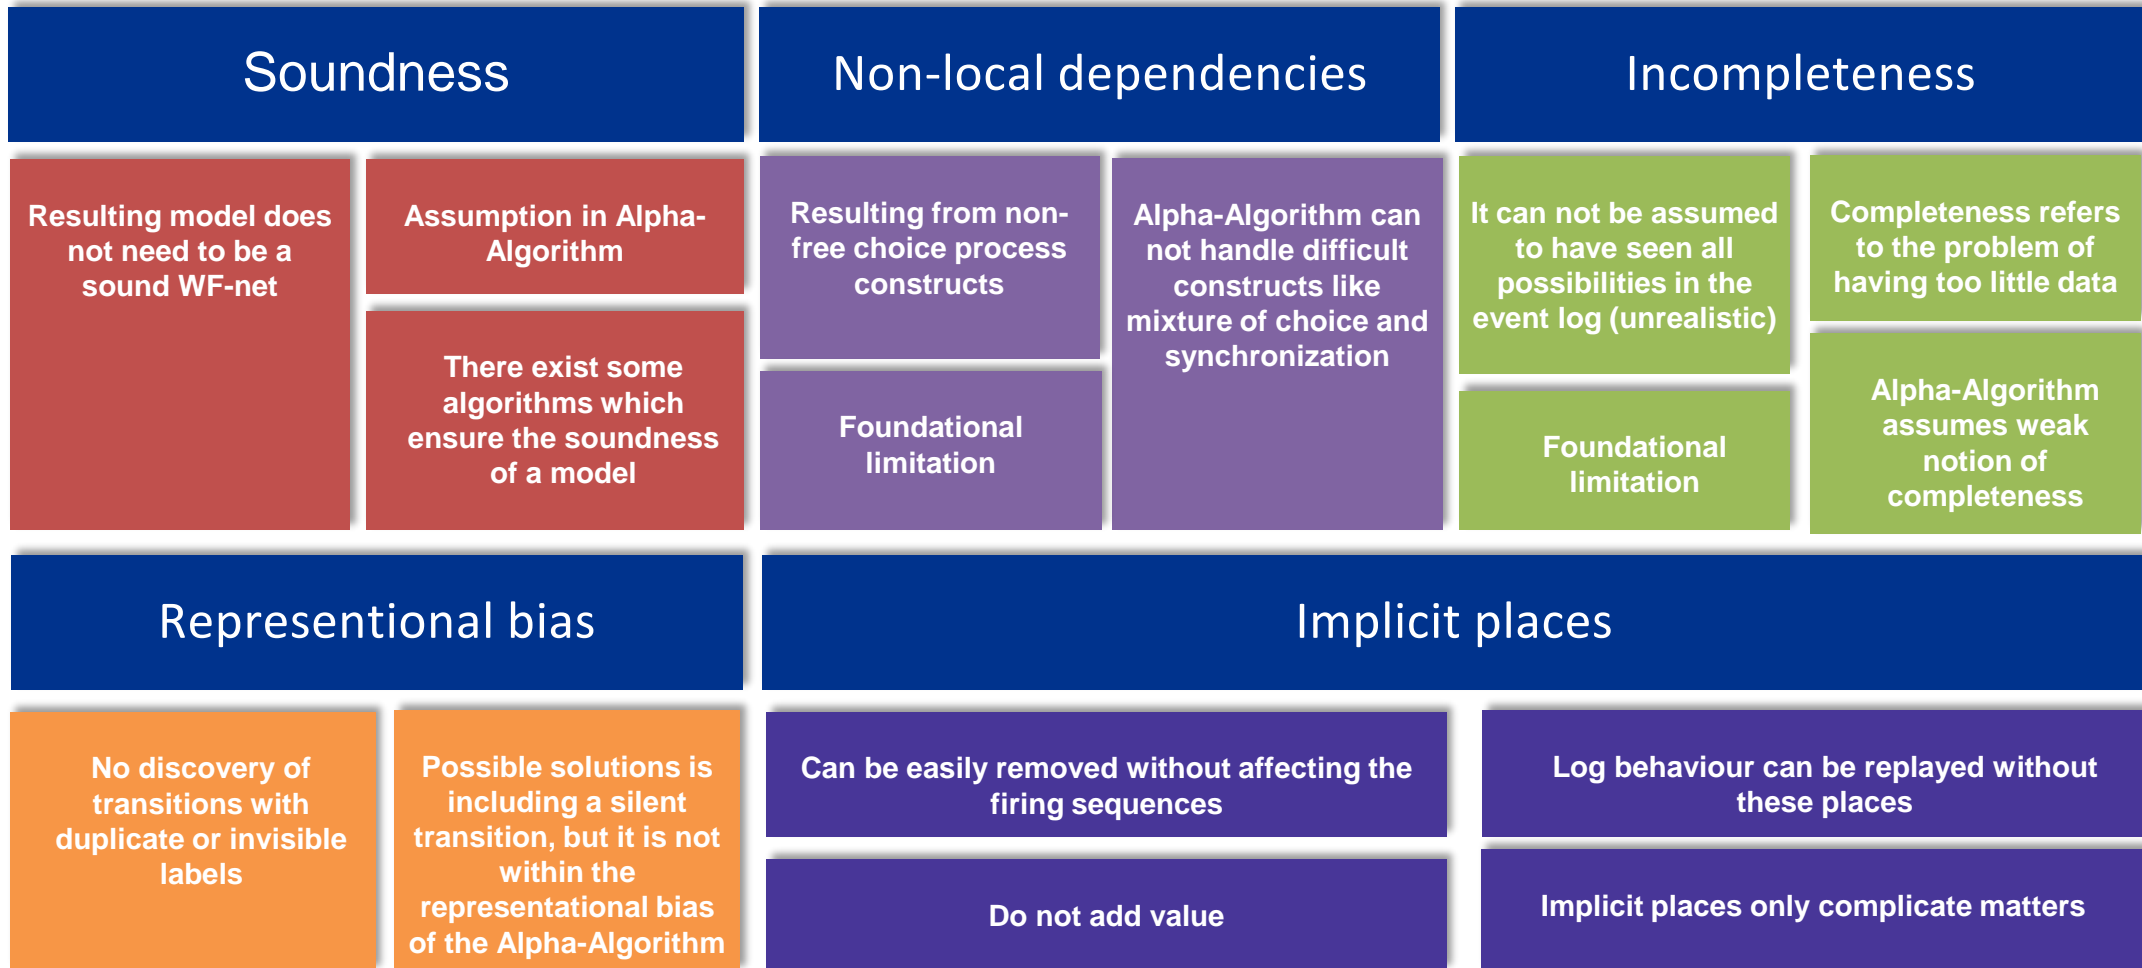 Soundness
Resulting model does
not need to be a
sound WF-net
Assumption in Alpha-
Algorithm
There exist some
algorithms which
ensure the soundness
of a model
Non-local dependencies
Resulting from non-
free choice process
constructs
Foundational
limitation
Alpha-Algorithm can
not handle difficult
constructs like
mixture of choice and
synchronization
Incompleteness
It can not be assumed
to have seen all
possibilities in the
event log (unrealistic)
Foundational
limitation
Completeness refers
to the problem of
having too little data
Alpha-Algorithm
assumes weak
notion of
completeness
Representional bias
No discovery of
transitions with
duplicate or invisible
labels
Possible solutions is
including a silent
transition, but it is not
within the
representational bias
of the Alpha-Algorithm
Implicit places
Can be easily removed without affecting the
firing sequences
Do not add value
Log behaviour can be replayed without
these places
Implicit places only complicate matters